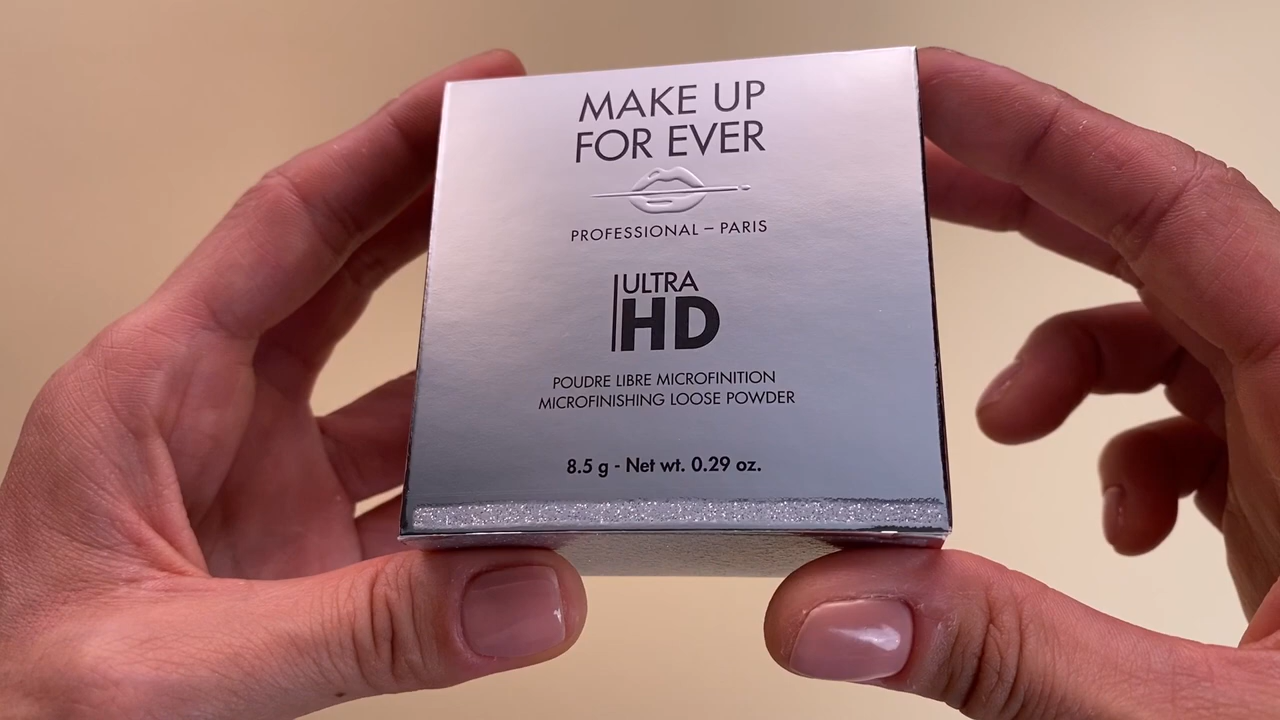 MAKE UP
FOR EVER
PROFESSIONAL – PARIS
ULTRA
HD
POUDRE LIBRE MICROFINITION
MICROFINISHING LOOSE POWDER
8.5 g - Net wt. 0.29 oz.